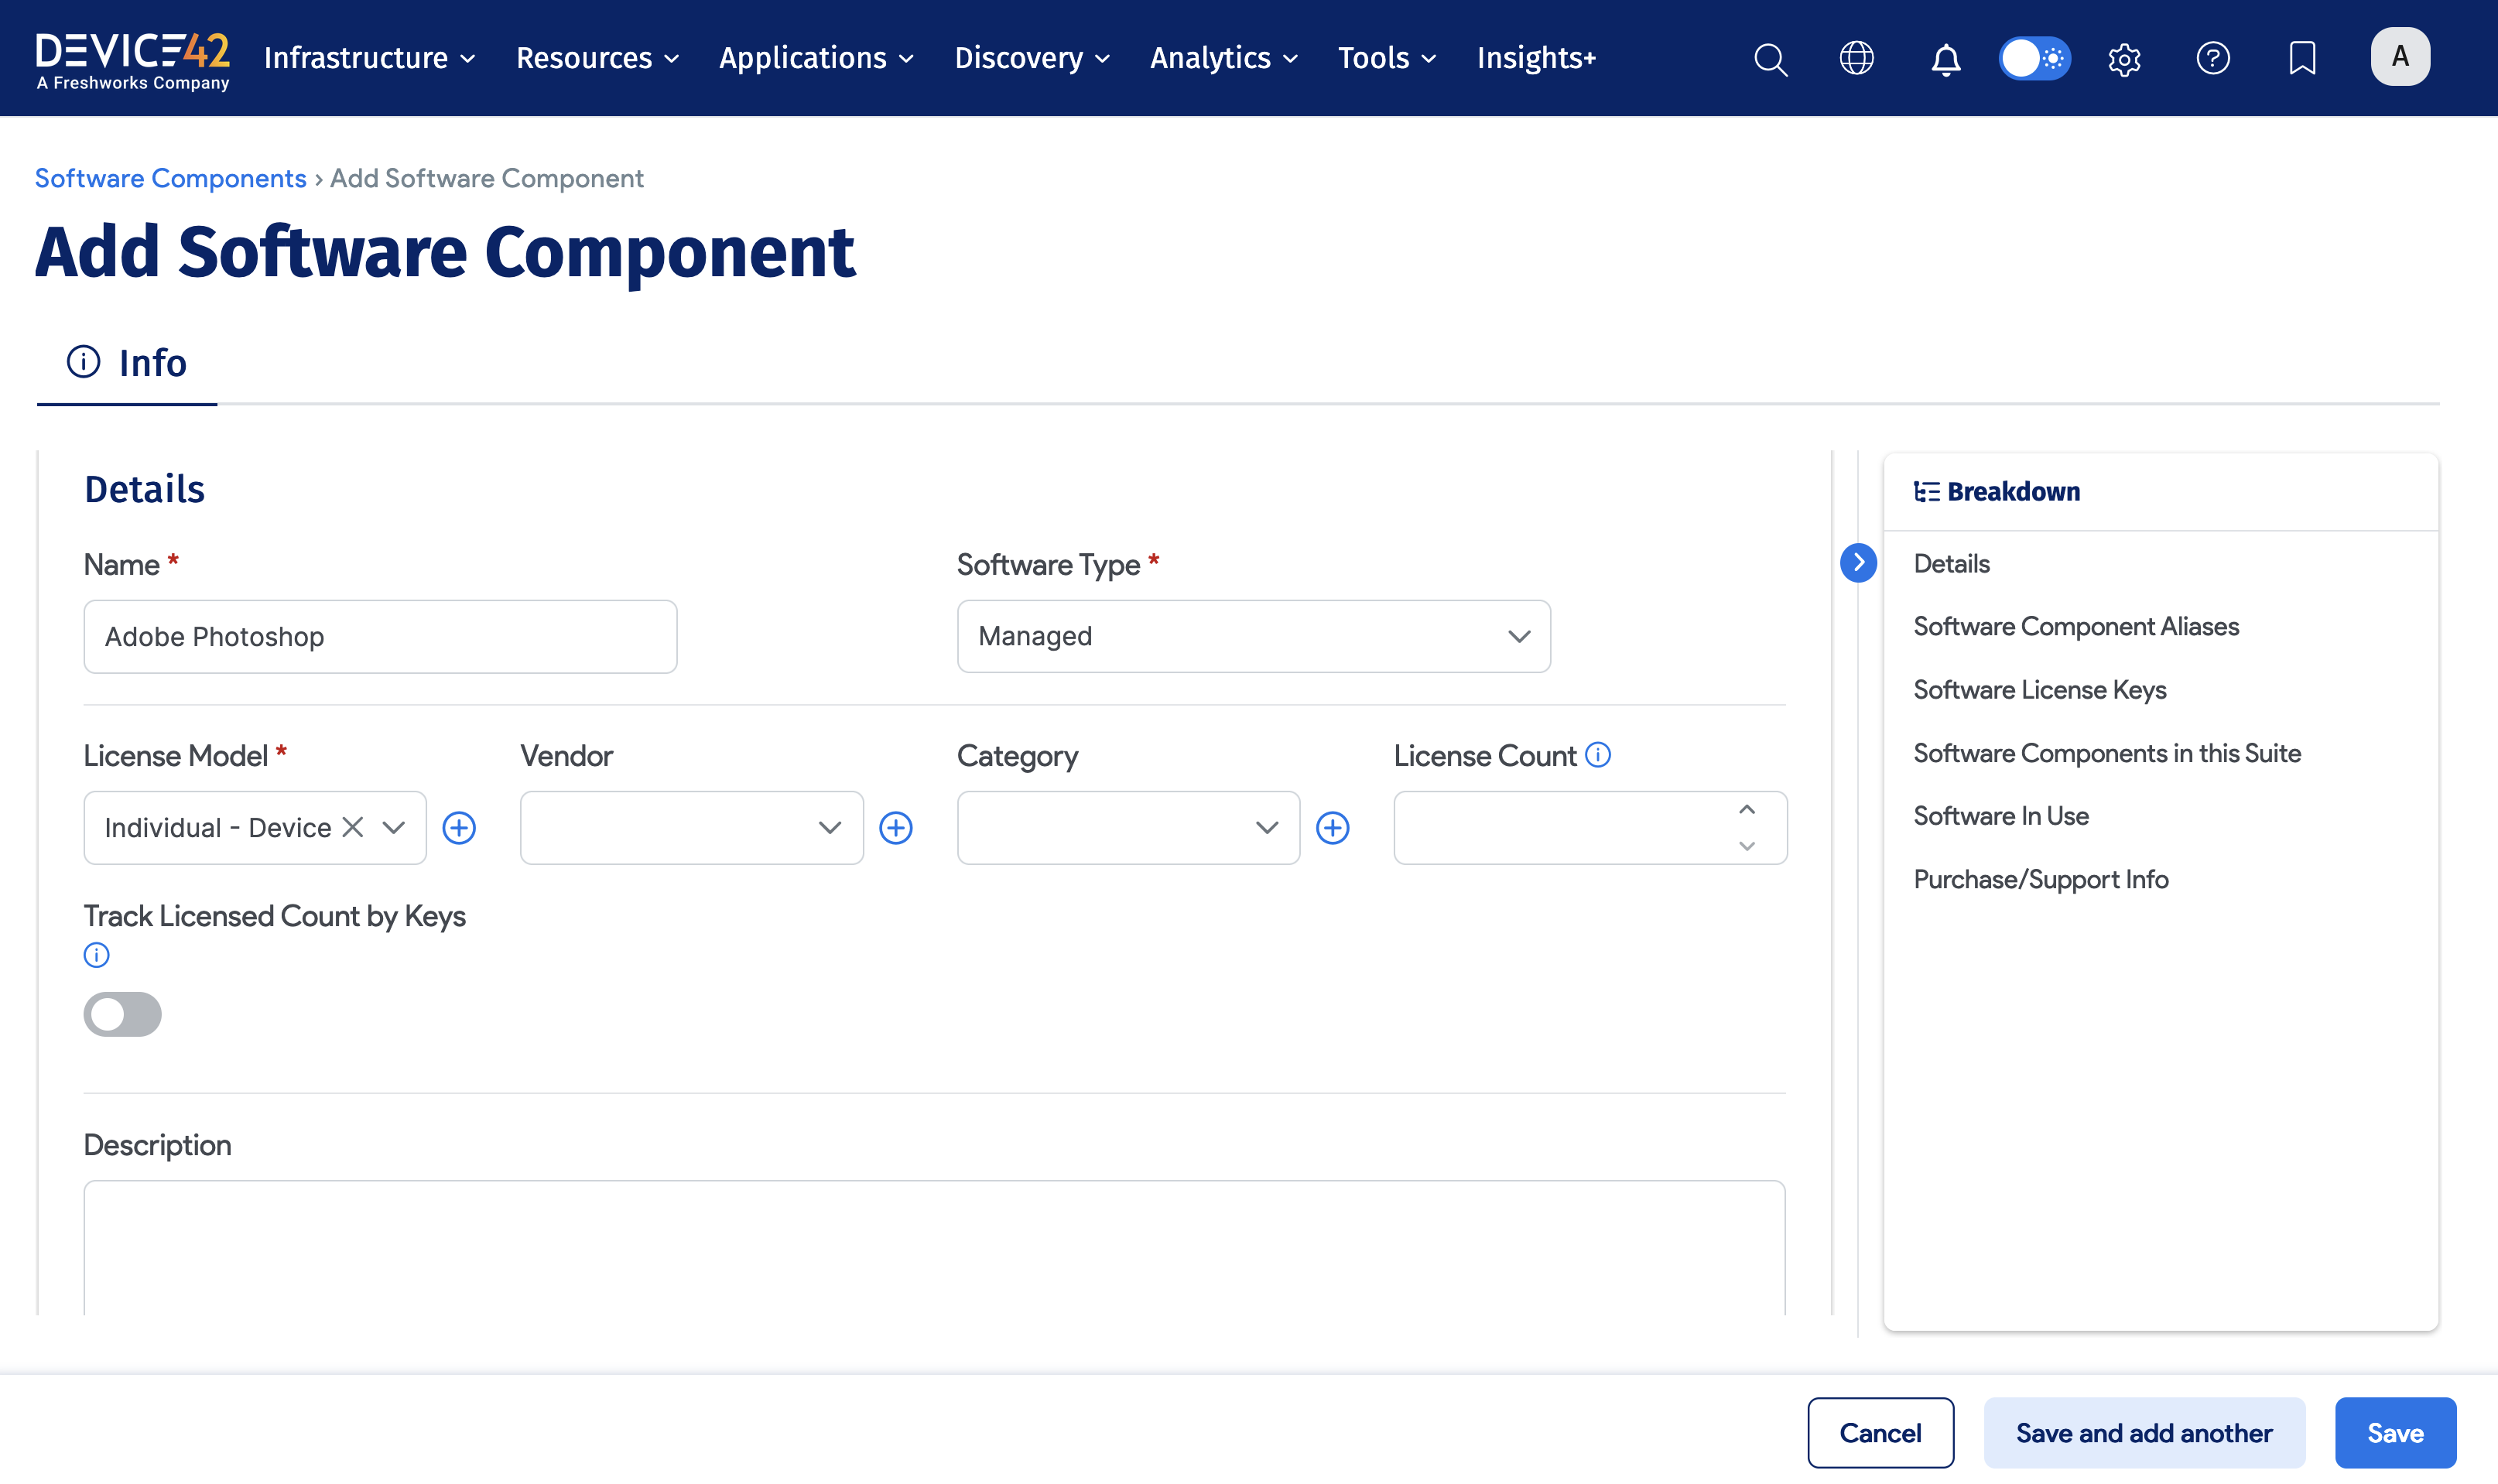 DEVICE42
A Freshworks Company
Infrastructure Resources Applications Discovery Analytics Tools Insights+
A
Software Components › Add Software Component
Add Software Component
Info
Details
Name * Software Type *
Adobe Photoshop Managed
License Model * Vendor Category License Count
Individual - Device
Track Licensed Count by Keys
Description
Breakdown
Details
Software Component Aliases
Software License Keys
Software Components in this Suite
Software In Use
Purchase/Support Info
Cancel Save and add another Save